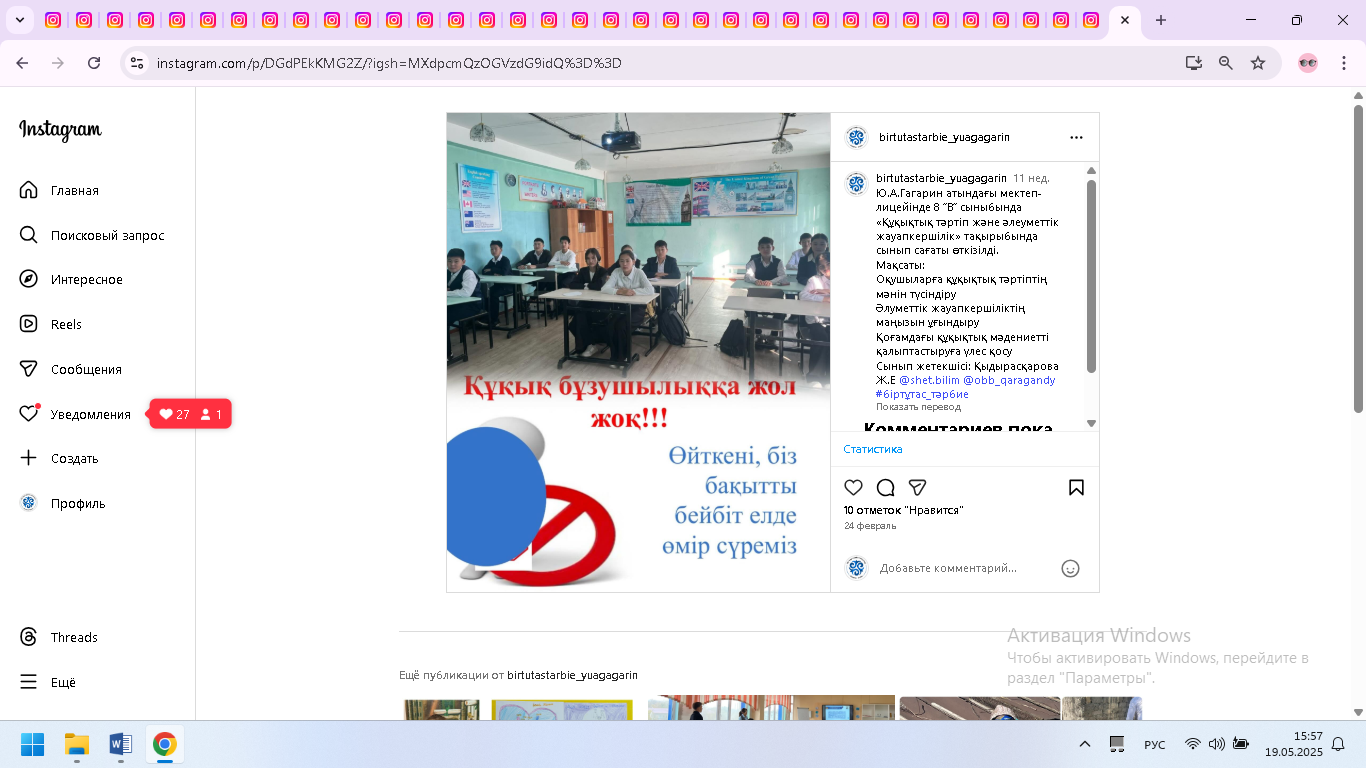 instagram.com/p/DGdPEkKMG2Z/?igsh=MXdpcmQzOGVzdG9idQ%3D%3D
Instagram
Главная
Поисковый запрос
Интересное
Reels
Сообщения
Уведомления
27
1
Создать
Профиль
Threads
Ещё
Құқық бұзушылыққа жол
жоқ!!!
Өйткені, біз
бақытты
бейбіт елде
өмір сүреміз
birtutastarbie_yuagagarin
birtutastarbie_yuagagarin 11 нед.
Ю.А.Гагарин атындағы мектеп-
лицейінде 8 "В" сыныбында
«Құқықтық тәртіп және әлеуметтік
жауапкершілік» тақырыбында
сынып сағаты өткізілді.
Мақсаты:
Оқушыларға құқықтық тәртіптің
мәнін түсіндіру
Әлуметтік жауапкершіліктің
маңызын ұғындыру
Қоғамдағы құқықтық мәдениетті
қалыптастыруға үлес қосу
Сынып жетекшісі: Қыдырасқарова
Ж.Е @shet.bilim @obb_qaragandy
#біртұтас_тәрбие
Показать перевод
Комментариев пока
Статистика
10 отметок "Нравится"
24 февраль
Добавьте комментарий...
Ещё публикации от birtutastarbie_yuagagarin
Активация Windows
Чтобы активировать Windows, перейдите в
раздел "Параметры".
РУС
15:57
19.05.2025